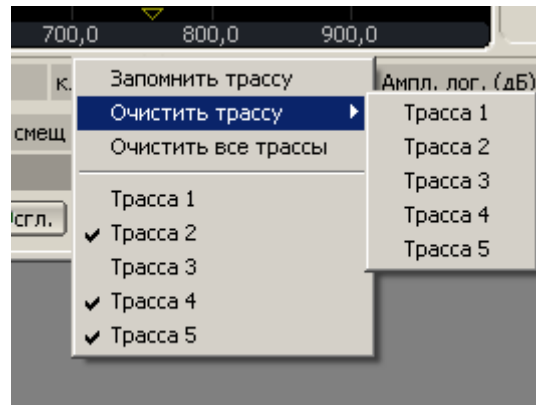 700,0 800,0 900,0
к. Ампл. лог. (дБ)
смещ
сгл.
Запомнить трассу
Очистить трассу
Очистить все трассы
Трасса 1
Трасса 2
Трасса 3
Трасса 4
Трасса 5
Трасса 1
Трасса 2
Трасса 3
Трасса 4
Трасса 5